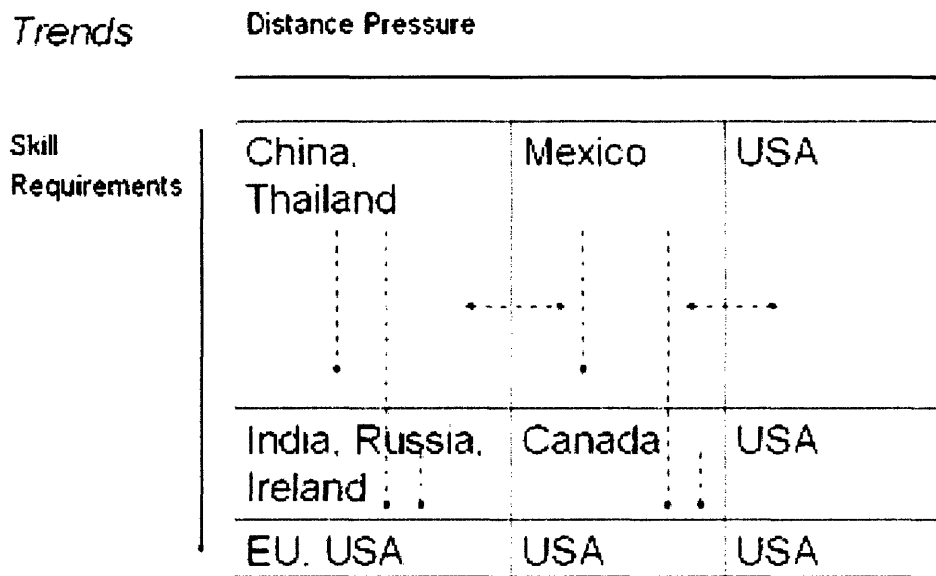 Trends
Distance Pressure
Skill
Requirements
China,
Thailand
Mexico
USA
India, Russia,
Ireland
Canada
USA
EU. USA
USA
USA